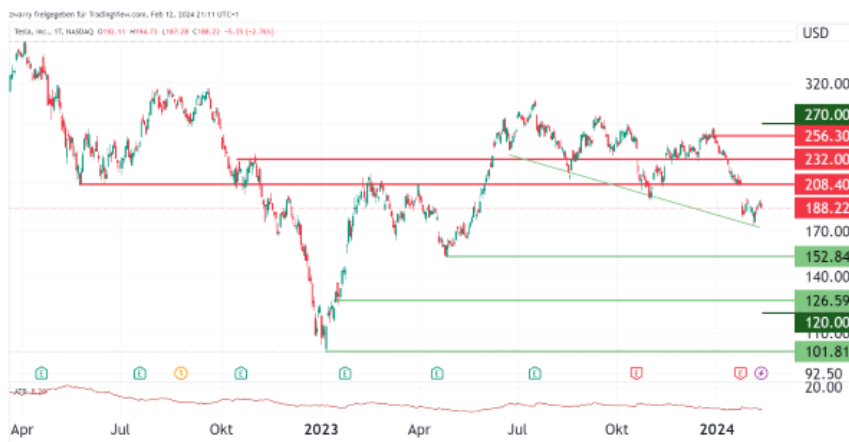 zwarry freigegeben für TradingView.com, Feb 12, 2024 21:11 UTC+1
Tesla, Inc., 1T, NASDAQ O192.11 H194.73 L187.28 C188.22 -5.35 (-2.76%)
USD
320.00
270.00
256.30
232.00
208.40
188.22
170.00
152.84
140.00
126.59
120.00
110.00
101.81
E E S E E E E E E
92.50
ATR 8.20
20.00
Apr Jul Okt 2023 Apr Jul Okt 2024